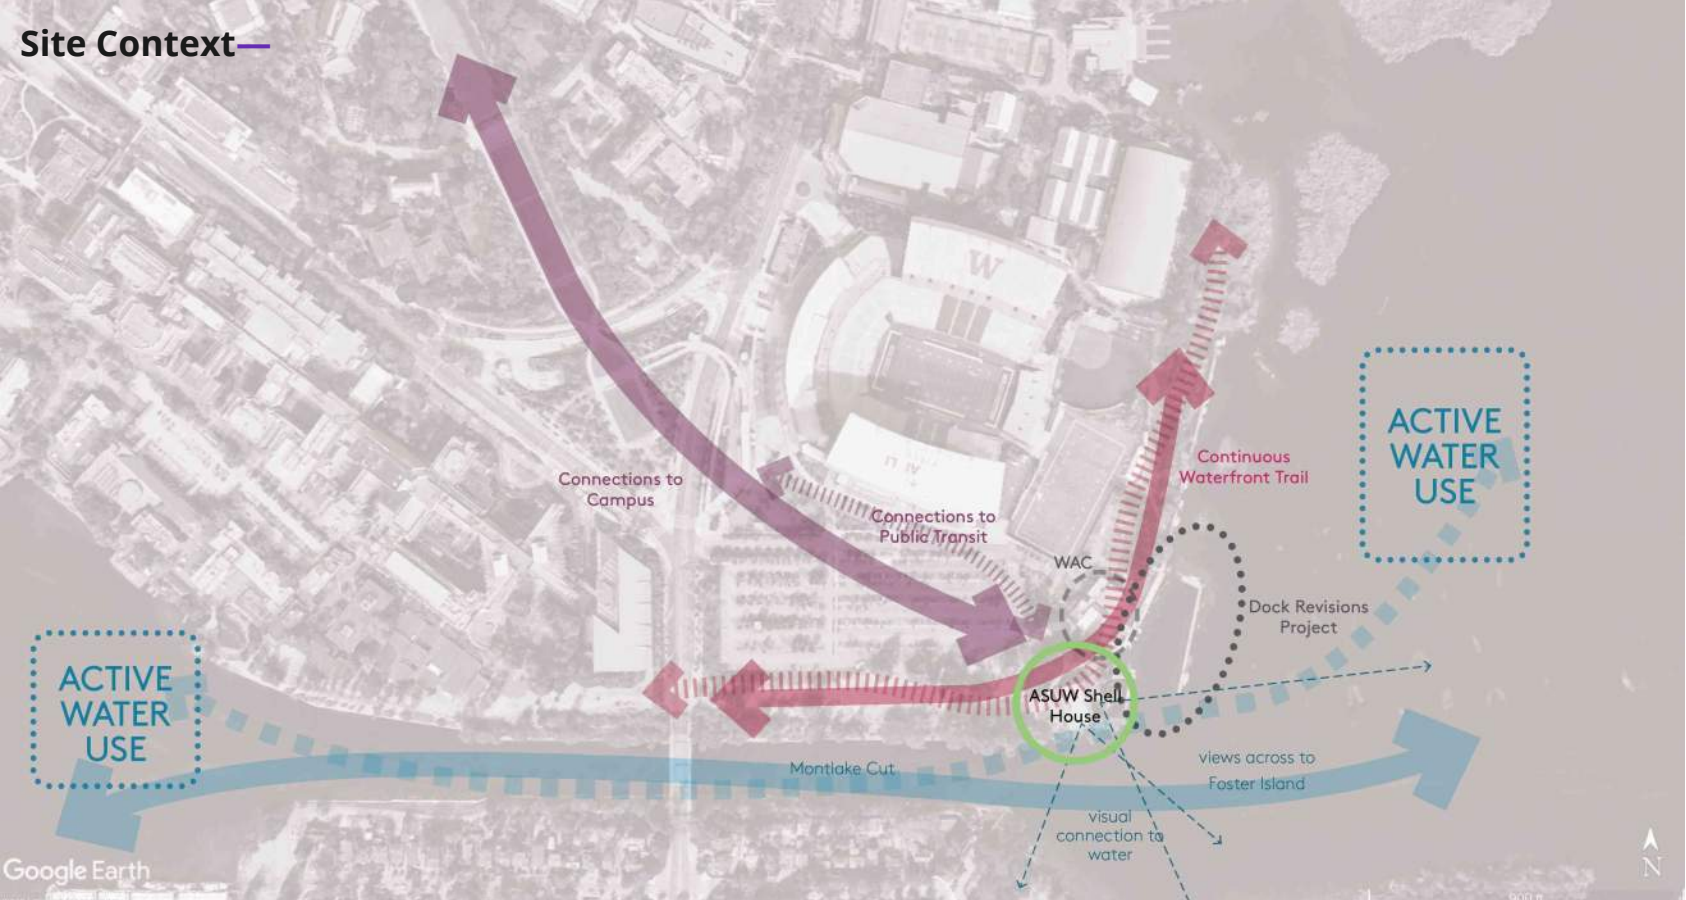 Site Context—
W
Connections to
Campus
Connections to
Public Transit
Continuous
Waterfront Trail
ACTIVE
WATER
USE
WAC
Dock Revisions
Project
ASUW Shell
House
ACTIVE
WATER
USE
Montlake Cut
views across to
Foster Island
visual
connection to
water
Google Earth
N
900 ft